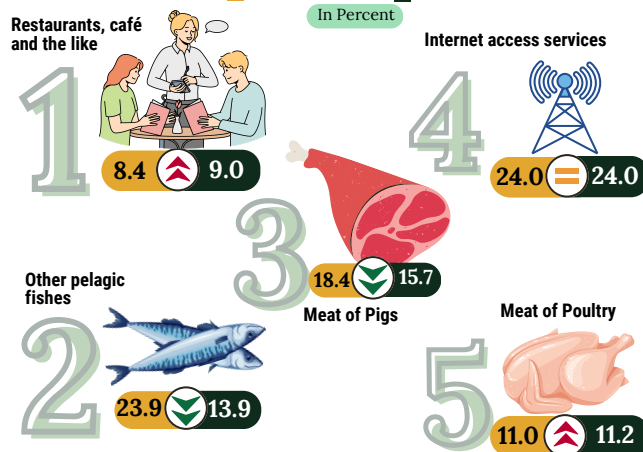 In Percent
Restaurants, café
and the like
1
8.4 9.0
Other pelagic
fishes
2
23.9 13.9
3
18.4 15.7
Meat of Pigs
Internet access services
4
24.0 = 24.0
Meat of Poultry
5
11.0 11.2